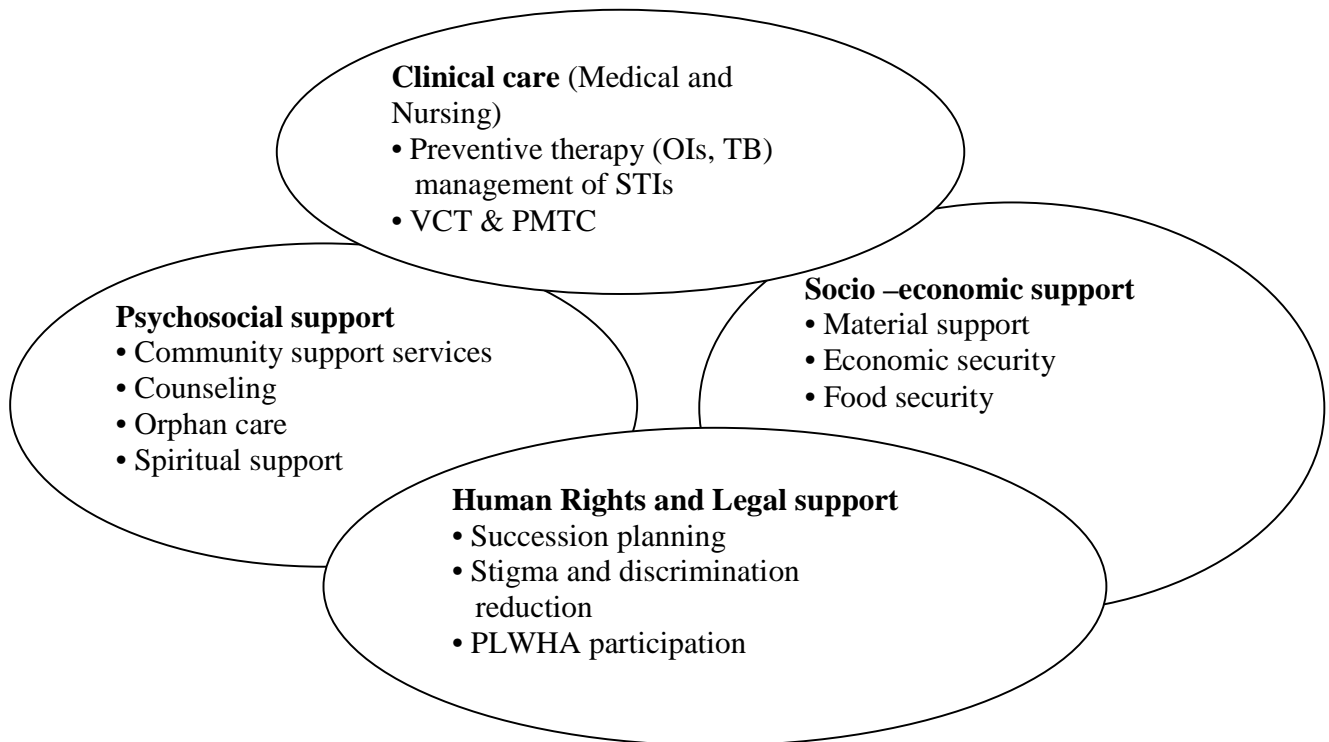 Clinical care (Medical and
Nursing)
• Preventive therapy (OIs, TB)
management of STIs
• VCT & PMTC
Psychosocial support
• Community support services
• Counseling
• Orphan care
• Spiritual support
Socio –economic support
• Material support
• Economic security
• Food security
Human Rights and Legal support
• Succession planning
• Stigma and discrimination
reduction
• PLWHA participation